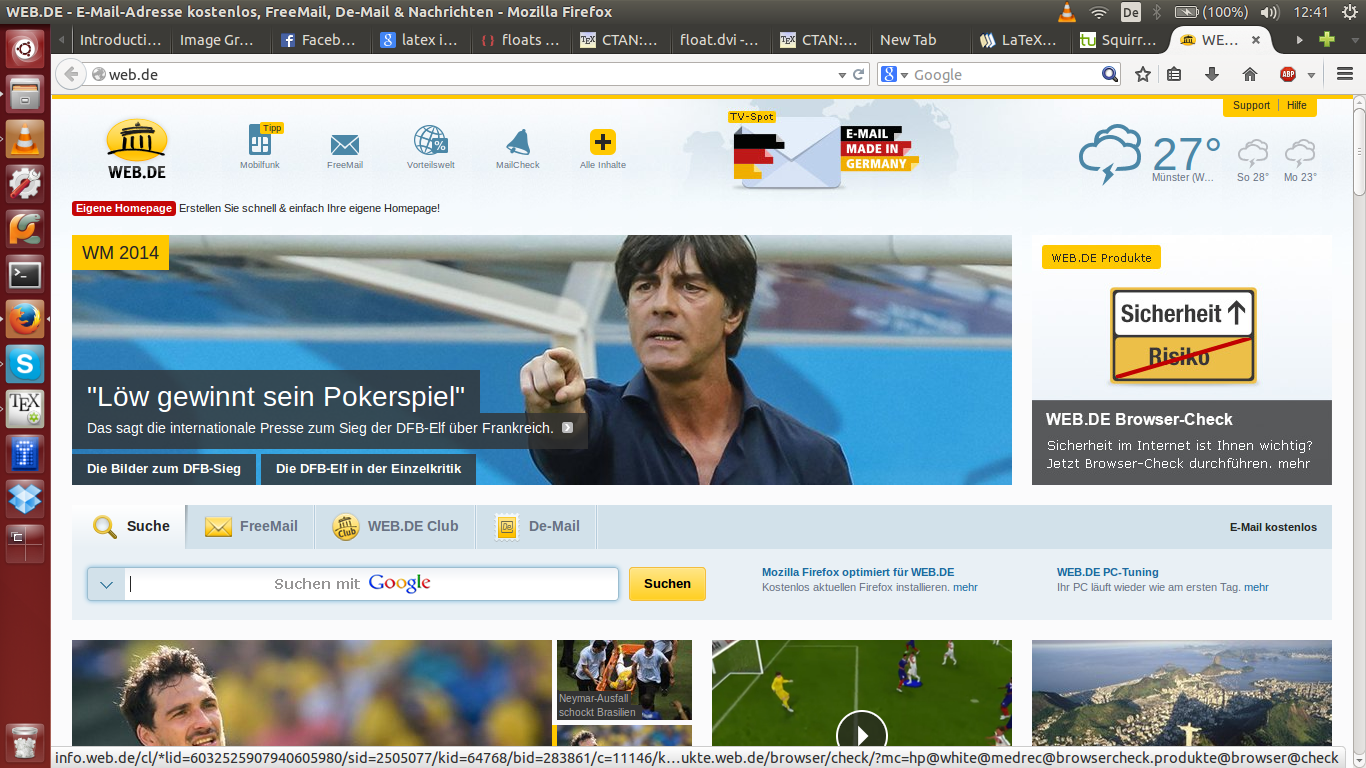 WEB.DE - E-Mail-Adresse kostenlos, FreeMail, De-Mail & Nachrichten - Mozilla Firefox
De
(100%)
12:41
Introducti...
Image Gr...
Faceb...
latex i...
floats ...
CTAN:...
float.dvi -...
CTAN:...
New Tab
LaTeX...
Squirr...
WE...
web.de
Google
ABP
Support
Hilfe
WEB.DE
Tipp
Mobilfunk
FreeMail
Vorteilswelt
MailCheck
Alle Inhalte
TV-Spot
E-MAIL
MADE IN
GERMANY
27°
Münster (W...
So 28°
Mo 23°
Eigene Homepage Erstellen Sie schnell & einfach Ihre eigene Homepage!
WM 2014
"Löw gewinnt sein Pokerspiel"
Das sagt die internationale Presse zum Sieg der DFB-Elf über Frankreich.
Die Bilder zum DFB-Sieg
Die DFB-Elf in der Einzelkritik
WEB.DE Produkte
Sicherheit
Risiko
WEB.DE Browser-Check
Sicherheit im Internet ist Ihnen wichtig?
Jetzt Browser-Check durchführen. mehr
Suche
FreeMail
Club
WEB.DE Club
De
De-Mail
E-Mail kostenlos
Suchen mit Google
Suchen
Mozilla Firefox optimiert für WEB.DE
Kostenlos aktuellen Firefox installieren. mehr
WEB.DE PC-Tuning
Ihr PC läuft wieder wie am ersten Tag. mehr
Neymar-Ausfall
schockt Brasilien
info.web.de/cl/*lid=6032525907940605980/sid=2505077/kid=64768/bid=283861/c=11146/k...ukte.web.de/browser/check/?mc=hp@white@medrec@browsercheck.produkte@browser@check